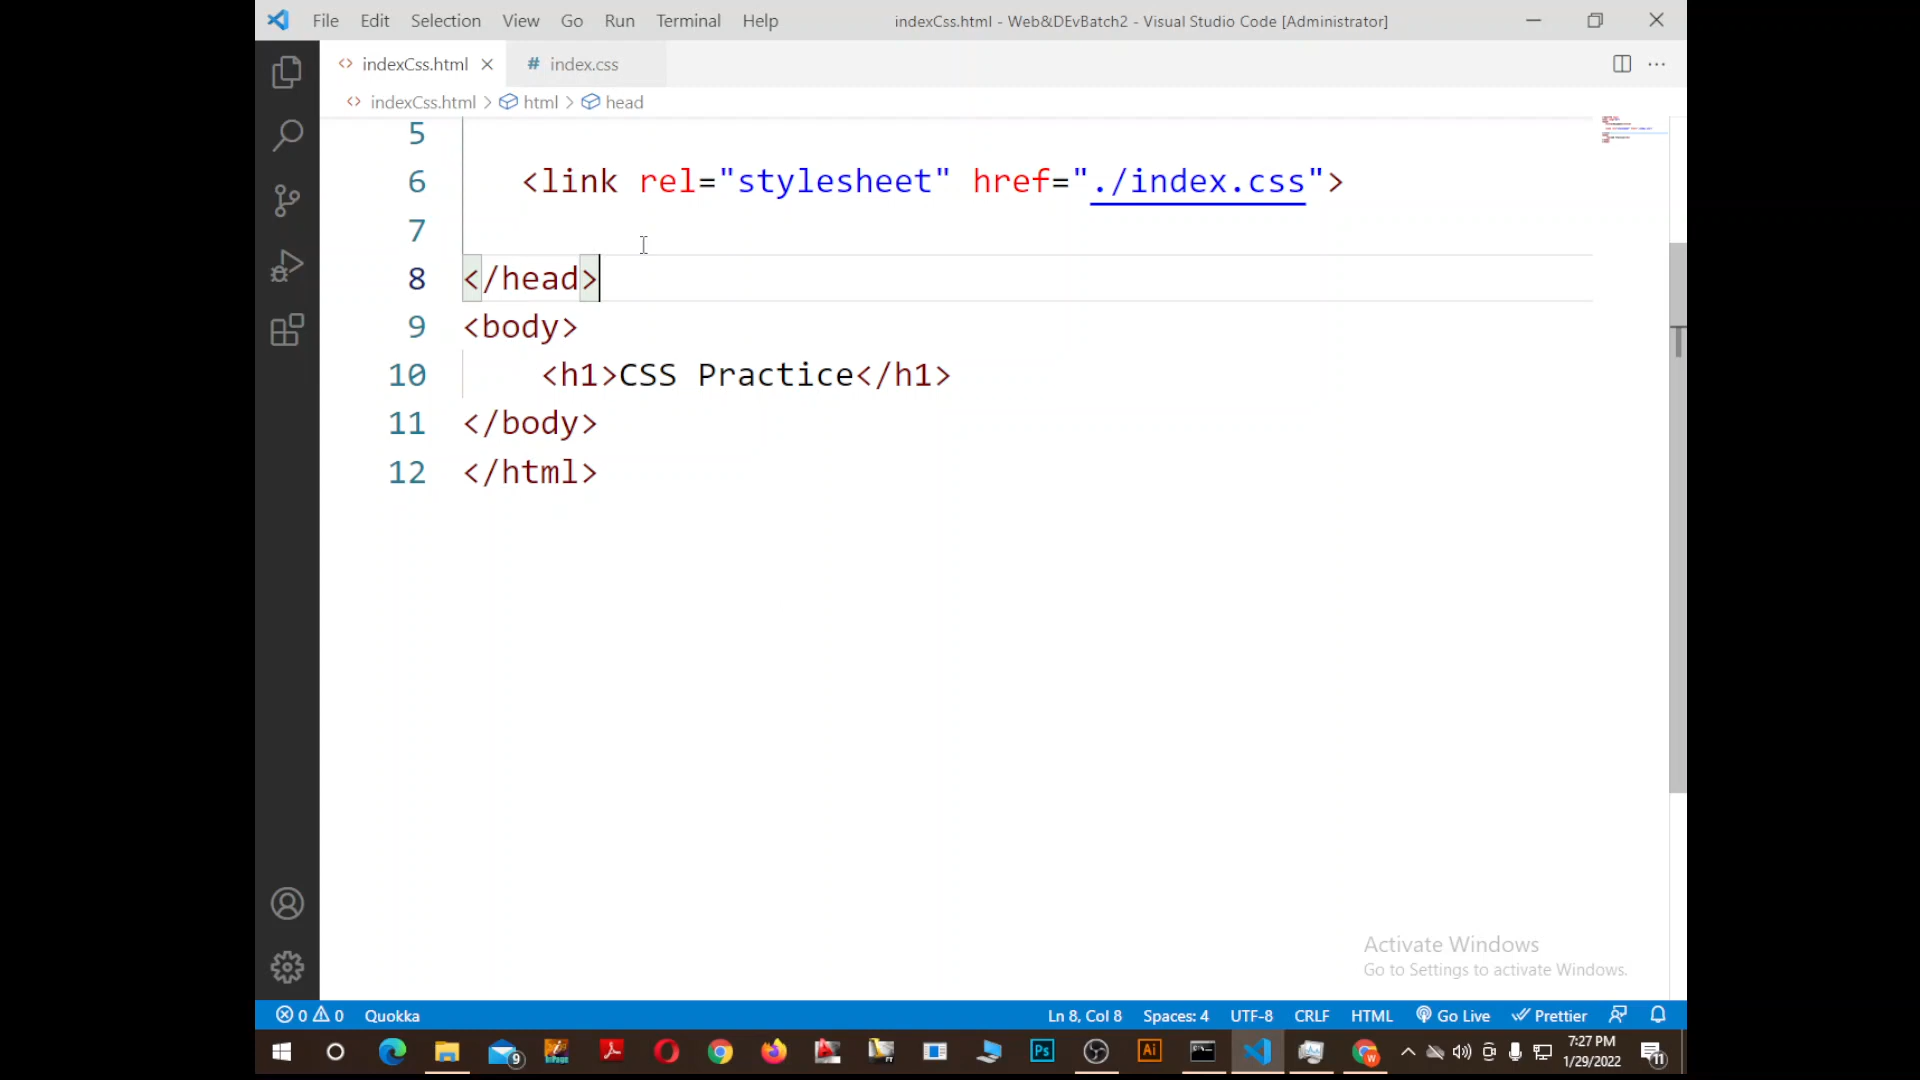 File Edit Selection View Go Run Terminal Help indexCss.html - Web&DEvBatch2 - Visual Studio Code [Administrator]
indexCss.html index.css
indexCss.html > html > head
5
6 <link rel="stylesheet" href="./index.css">
7
8 </head>
9 <body>
10 <h1>CSS Practice</h1>
11 </body>
12 </html>
Activate Windows
Go to Settings to activate Windows.
0 0 Quokka Ln 8, Col 8 Spaces: 4 UTF-8 CRLF HTML Go Live Prettier
9 Ps Ai W 7:27 PM
1/29/2022 11